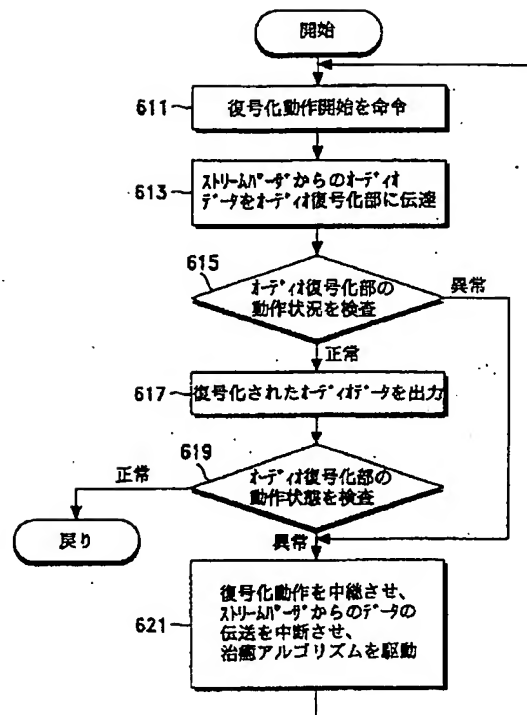 開始
611
復号化動作開始を命令
613
ｽﾄﾘｰﾑﾊﾟｰｻﾞからのｵｰﾃﾞｨｵ
ﾃﾞｰﾀをｵｰﾃﾞｨｵ復号化部に伝達
615
ｵｰﾃﾞｨｵ復号化部の
動作状況を検査
異常
正常
617
復号化されたｵｰﾃﾞｨｵﾃﾞｰﾀを出力
619
ｵｰﾃﾞｨｵ復号化部の
動作状態を検査
正常
異常
戻り
621
復号化動作を中継させ、
ｽﾄﾘｰﾑﾊﾟｰｻﾞからのﾃﾞｰﾀの
伝送を中断させ、
治癒アルゴリズムを駆動